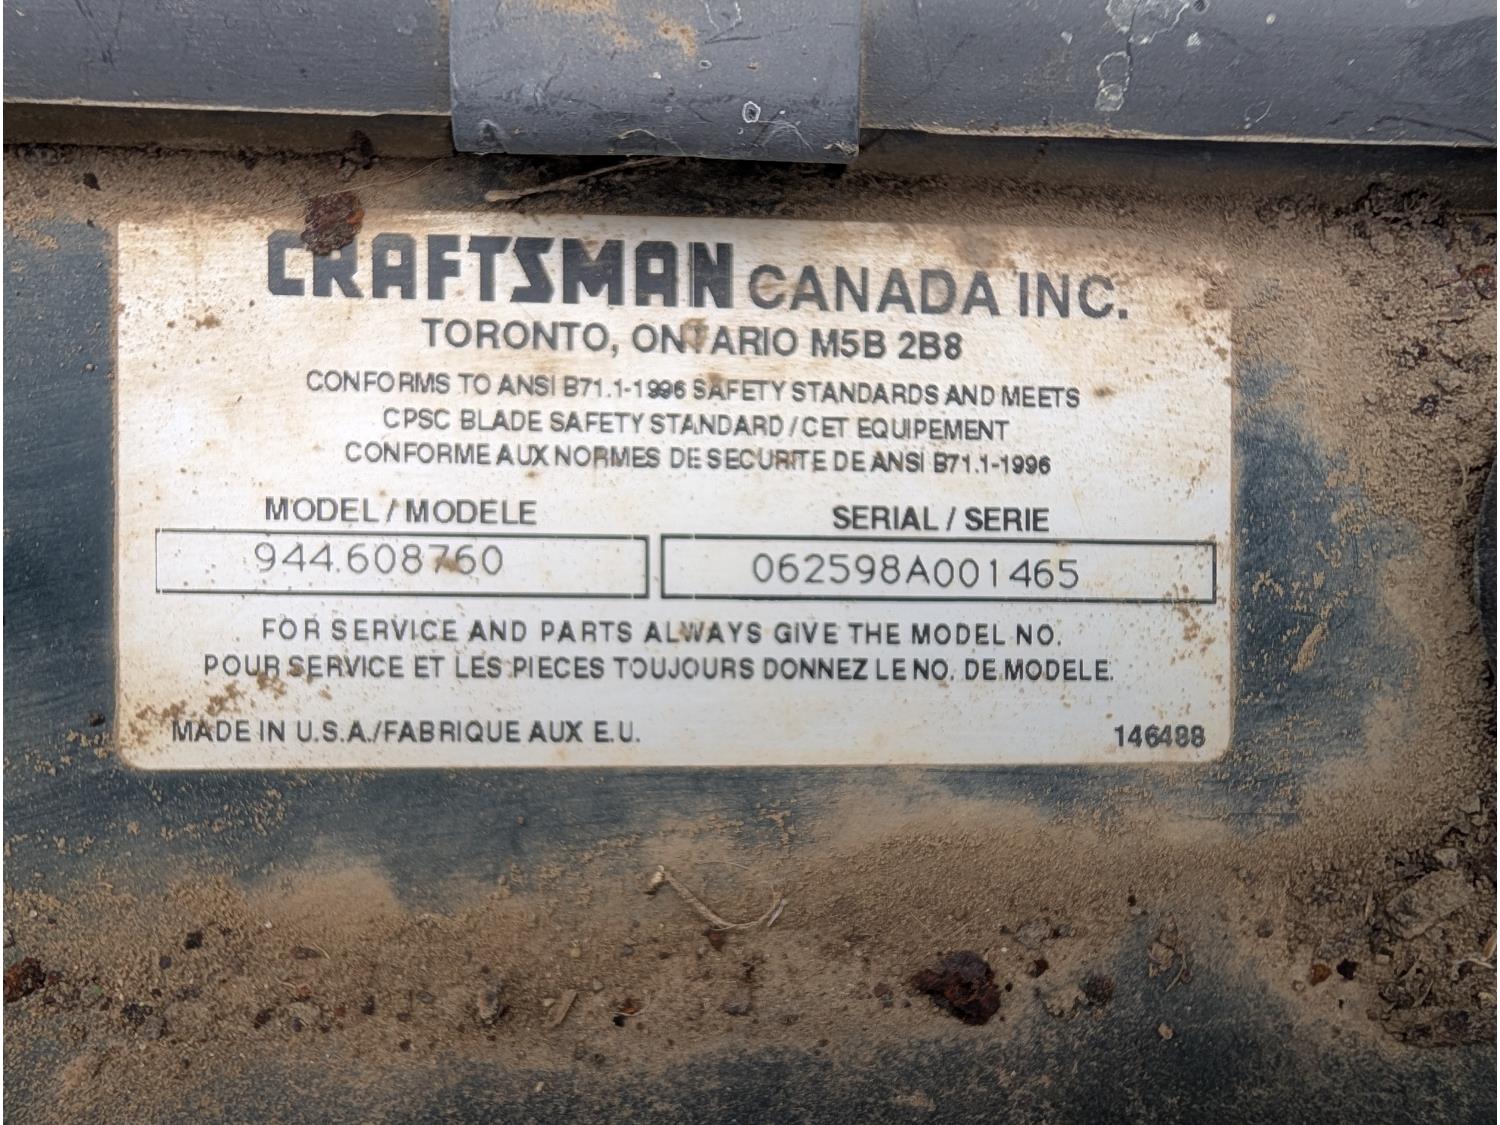 CRAFTSMAN CANADA INC.
TORONTO, ONTARIO M5B 2B8
CONFORMS TO ANSI B71.1-1996 SAFETY STANDARDS AND MEETS
CPSC BLADE SAFETY STANDARD / CET EQUIPEMENT
CONFORME AUX NORMES DE SECURITE DE ANSI B71.1-1996
MODEL / MODELE SERIAL / SERIE
944.608760 062598A001465
FOR SERVICE AND PARTS ALWAYS GIVE THE MODEL NO.
POUR SERVICE ET LES PIECES TOUJOURS DONNEZ LE NO. DE MODELE.
MADE IN U.S.A./FABRIQUE AUX E.U. 146488